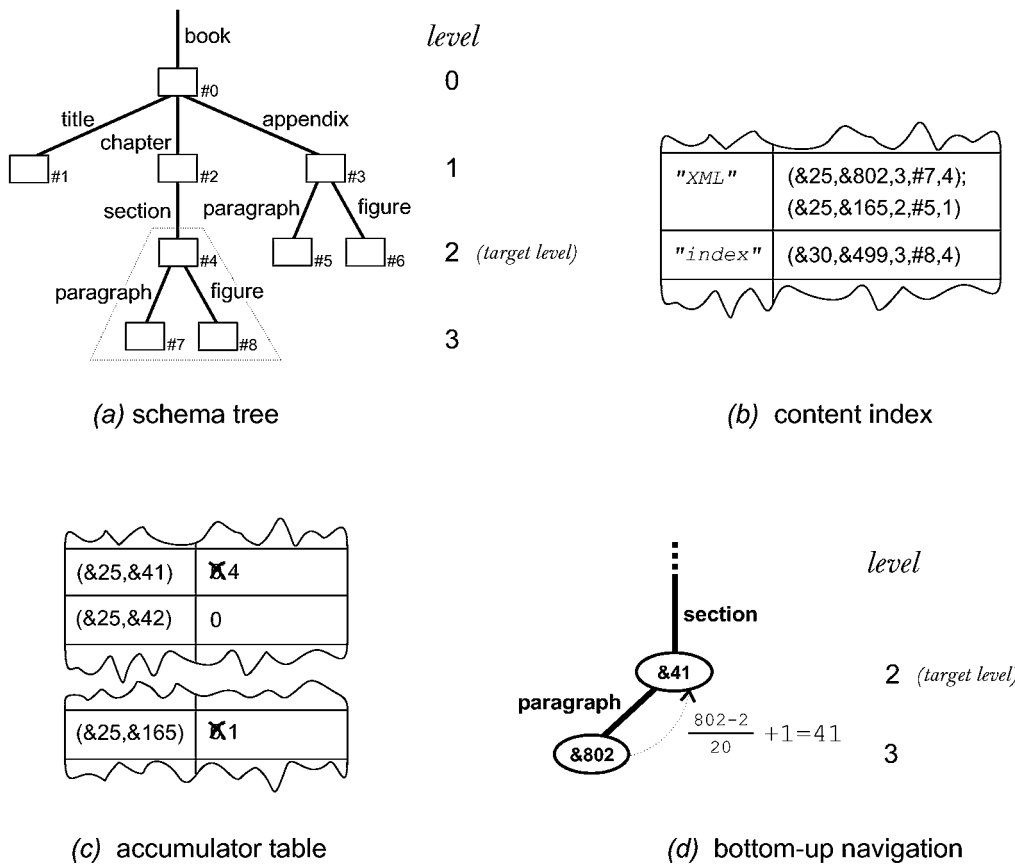 book
level
#0
0
title
chapter
appendix
#1
#2
#3
1
section
paragraph
figure
#4
#5
#6
2 (target level)
paragraph
figure
#7
#8
3
(a) schema tree
"XML"
(&25,&802,3,#7,4);
(&25,&165,2,#5,1)
"index"
(&30,&499,3,#8,4)
(b) content index
(&25,&41)
4
(&25,&42)
0
(&25,&165)
1
(c) accumulator table
level
section
&41
2 (target level)
paragraph
802-2
20
+1=41
&802
3
(d) bottom-up navigation